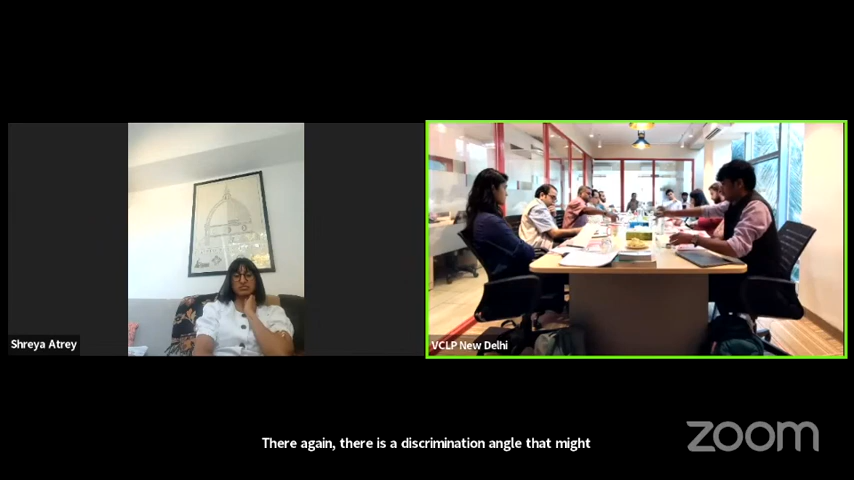 Shreya Atrey
VCLP New Delhi
There again, there is a discrimination angle that might
zoom